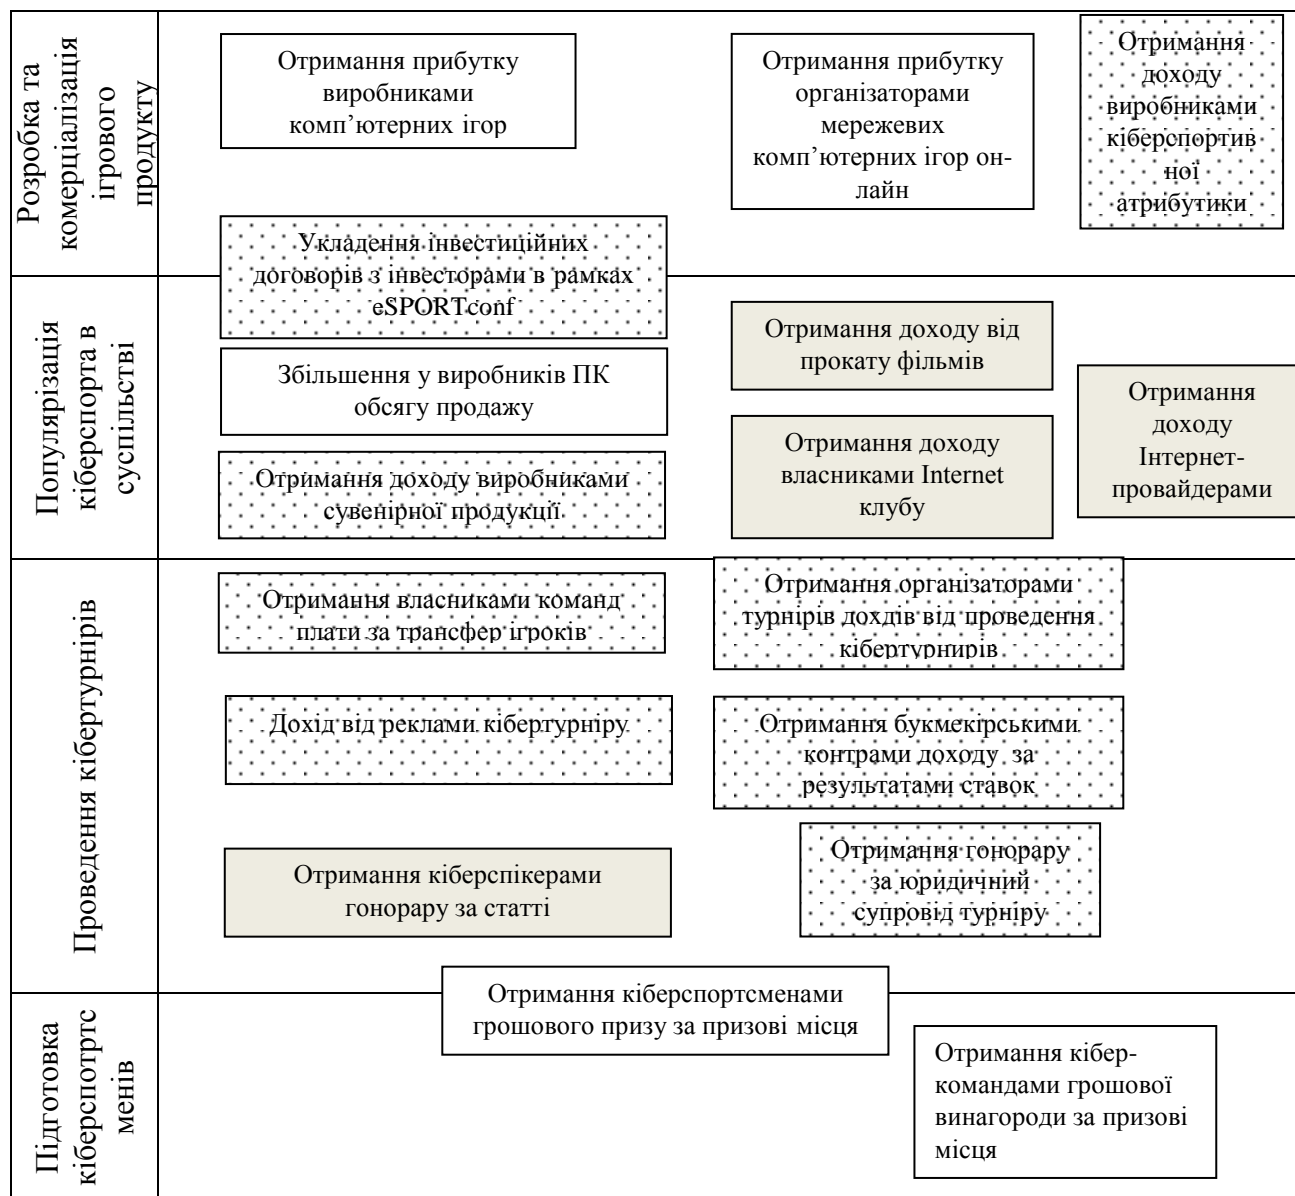 Розробка та
комерціалізація
ігрового
продукту
Отримання прибутку
виробниками
комп’ютерних ігор
Отримання прибутку
організаторами
мережевих
комп’ютерних ігор он-
лайн
Отримання
доходу
виробниками
кіберспортив
ної
атрибутики
Укладення інвестиційних
договорів з інвесторами в рамках
eSPORTconf
Популярізація
кіберспорта в
суспільстві
Збільшення у виробників ПК
обсягу продажу
Отримання доходу виробниками
сувенірної продукції
Отримання доходу від
прокату фільмів
Отримання доходу
власниками Internet
клубу
Отримання
доходу
Інтернет-
провайдерами
Проведення кібертурнірів
Отримання власниками команд
плати за трансфер ігроків
Отримання організаторами
турнірів дохдів від проведення
кібертурнирів
Дохід від реклами кібертурніру
Отримання букмекірськими
контрами доходу за
результатами ставок
Отримання кіберспікерами
гонорару за статті
Отримання гонорару
за юридичний
супровід турніру
Отримання кіберспортсменами
грошового призу за призові місця
Підготовка
кіберспотртс
менів
Отримання кібер-
командами грошової
винагороди за призові
місця